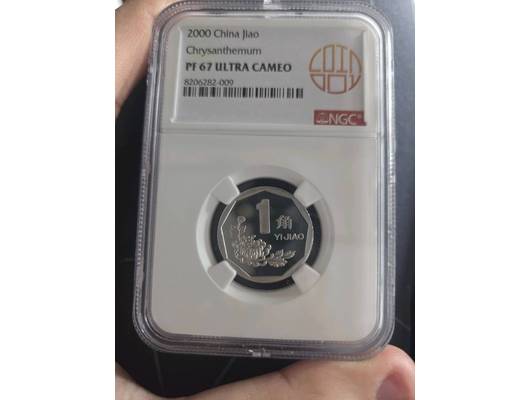 2000 China Jiao
Chrysanthemum
PF 67 ULTRA CAMEO
8206282-009
NGC
1角
YI JIAO